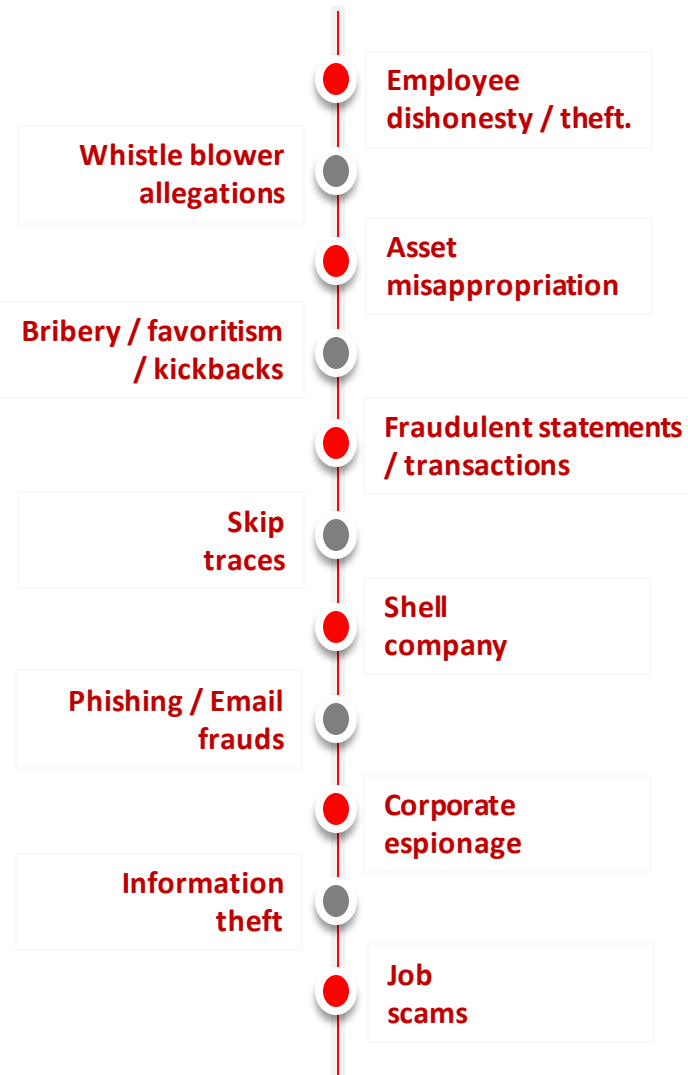 Employee
dishonesty / theft.
Whistle blower
allegations
Asset
misappropriation
Bribery / favoritism
/ kickbacks
Fraudulent statements
/ transactions
Skip
traces
Shell
company
Phishing / Email
frauds
Corporate
espionage
Information
theft
Job
scams